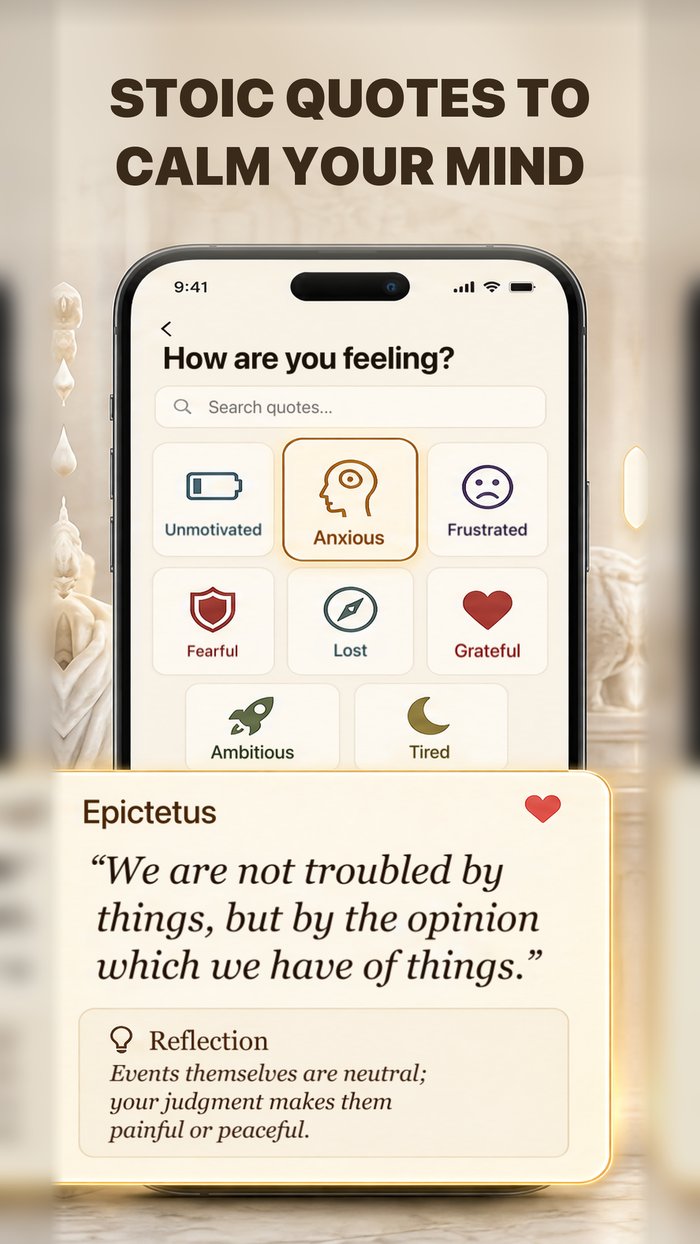 STOIC QUOTES TO
CALM YOUR MIND
9:41
How are you feeling?
Search quotes...
Unmotivated
Anxious
Frustrated
Fearful
Lost
Grateful
Ambitious
Tired
Epictetus
“We are not troubled by
things, but by the opinion
which we have of things.”
Reflection
Events themselves are neutral;
your judgment makes them
painful or peaceful.